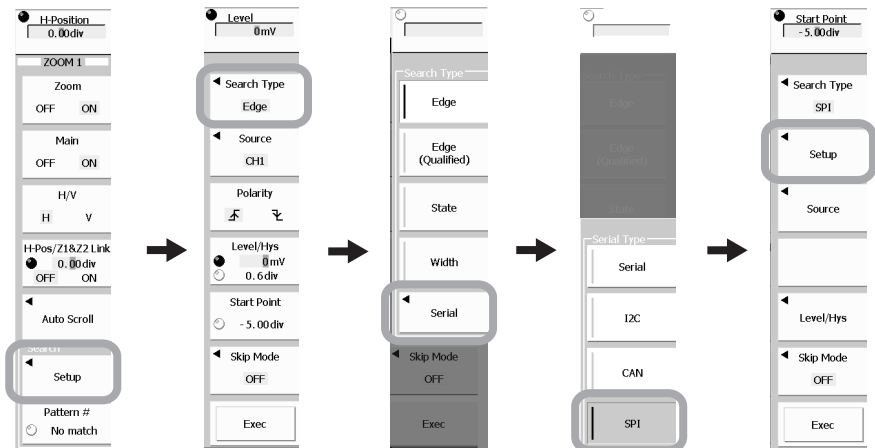 H-Position
0.00div
ZOOM 1
Zoom
OFF ON
Main
OFF ON
H/V
H V
H-Pos/Z1&Z2 Link
0.00div
OFF ON
Auto Scroll
Search
Setup
Pattern #
No match
Level
0mV
Search Type
Edge
Source
CH1
Polarity
Level/Hys
0mV
0.6div
Start Point
-5.00div
Skip Mode
OFF
Exec
Search Type
Edge
Edge
(Qualified)
State
Width
Serial
Skip Mode
OFF
Exec
Search Type
Edge
Edge
(Qualified)
State
Serial Type
Serial
I2C
CAN
SPI
Start Point
-5.00div
Search Type
SPI
Setup
Source
Level/Hys
Skip Mode
OFF
Exec